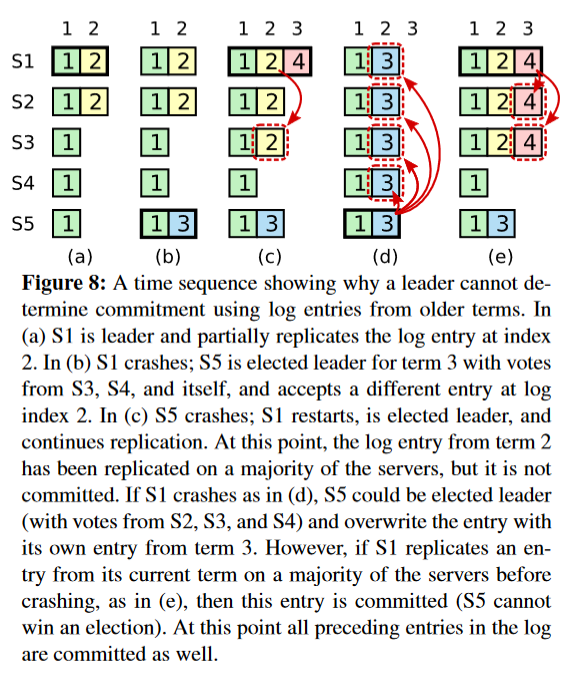 1 2 1 2 1 2 3 1 2 3 1 2 3
S1 1 2 1 2 1 2 4 1 3 1 2 4
S2 1 2 1 2 1 2 1 3 1 2 4
S3 1 1 1 2 1 3 1 2 4
S4 1 1 1 1 3 1
S5 1 1 3 1 3 1 3 1 3
(a) (b) (c) (d) (e)
Figure 8: A time sequence showing why a leader cannot de-
termine commitment using log entries from older terms. In
(a) S1 is leader and partially replicates the log entry at index
2. In (b) S1 crashes; S5 is elected leader for term 3 with votes
from S3, S4, and itself, and accepts a different entry at log
index 2. In (c) S5 crashes; S1 restarts, is elected leader, and
continues replication. At this point, the log entry from term 2
has been replicated on a majority of the servers, but it is not
committed. If S1 crashes as in (d), S5 could be elected leader
(with votes from S2, S3, and S4) and overwrite the entry with
its own entry from term 3. However, if S1 replicates an en-
try from its current term on a majority of the servers before
crashing, as in (e), then this entry is committed (S5 cannot
win an election). At this point all preceding entries in the log
are committed as well.